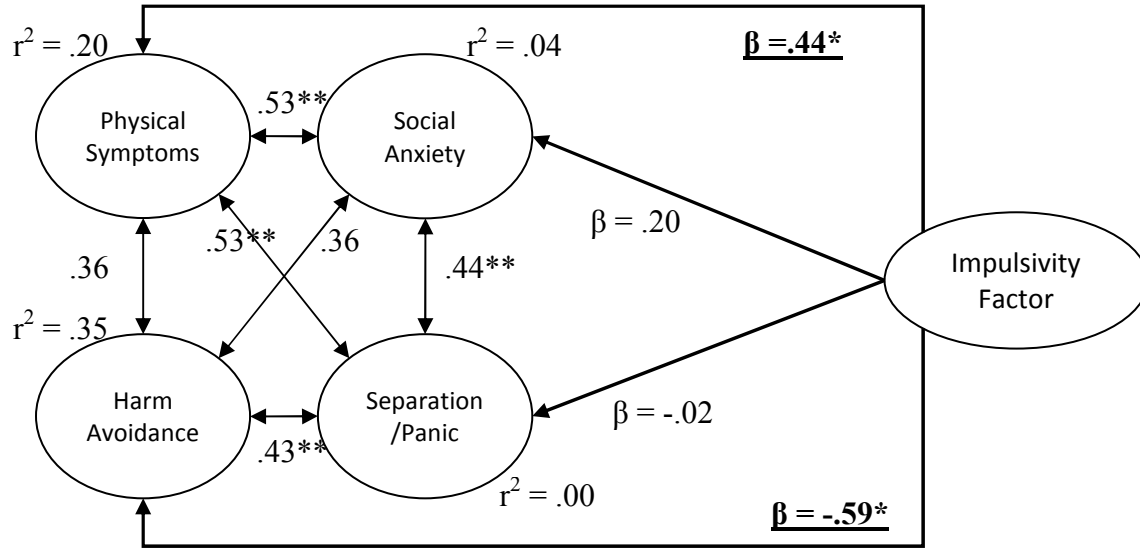 r² = .20
r² = .04
β =.44*
.53**
Physical
Symptoms
Social
Anxiety
β = .20
.53**
.36
.36
.44**
Impulsivity
Factor
r² = .35
Harm
Avoidance
Separation
/Panic
β = -.02
.43**
r² = .00
β = -.59*